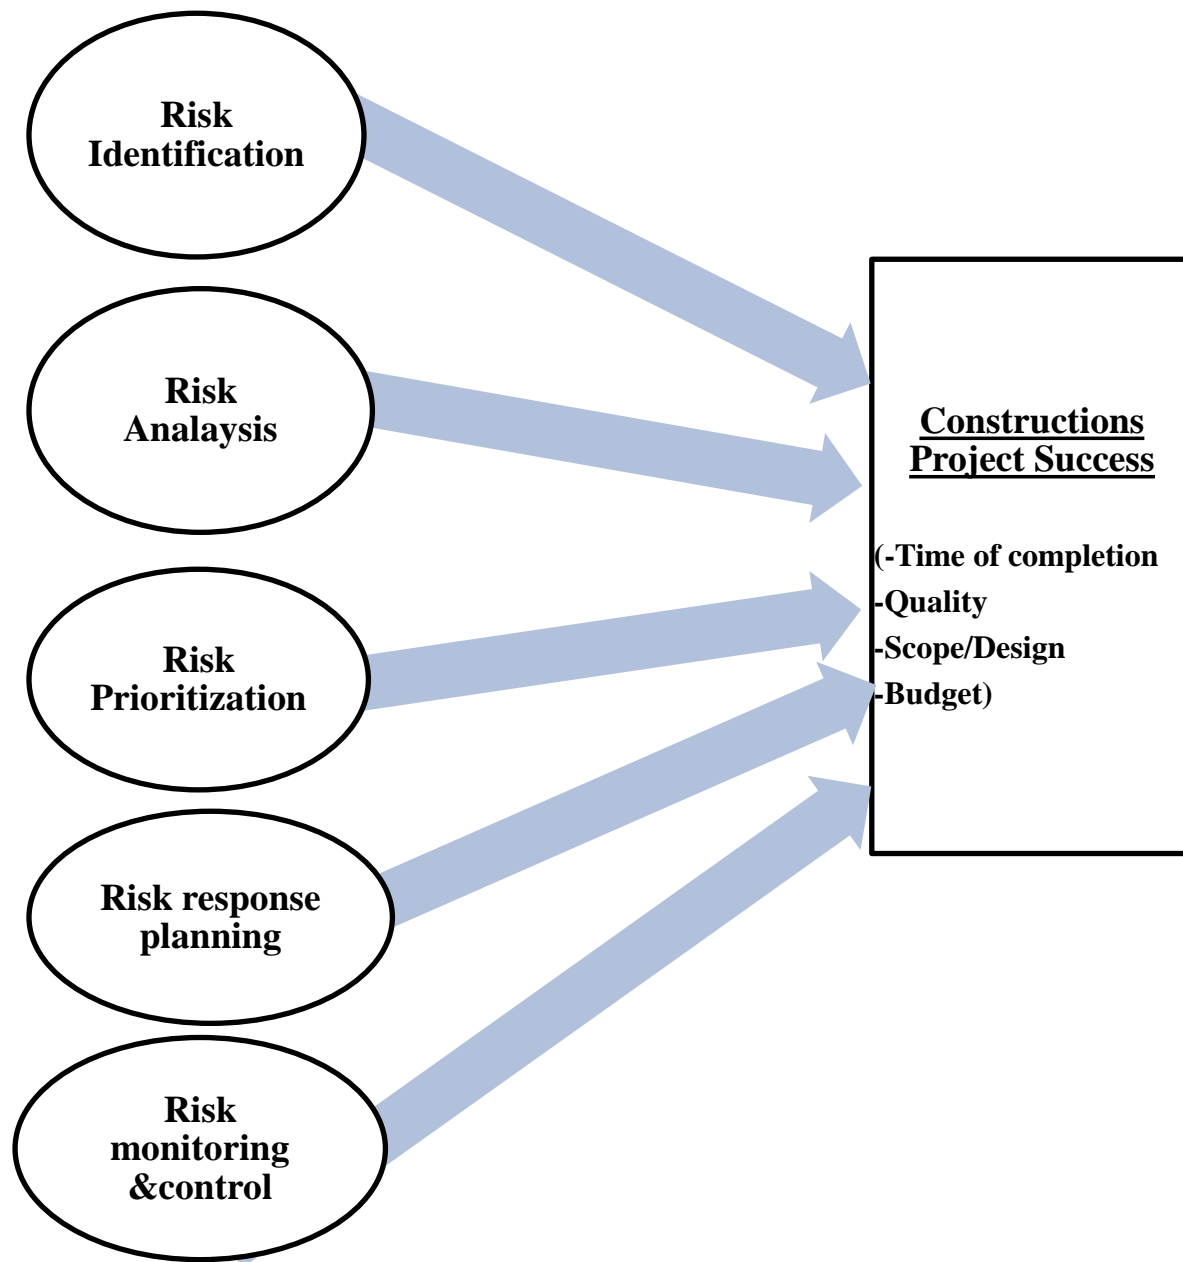 Risk
Identification
Risk
Analaysis
Risk
Prioritization
Risk response
planning
Risk
monitoring
&control
Constructions
Project Success
(-Time of completion
-Quality
-Scope/Design
-Budget)